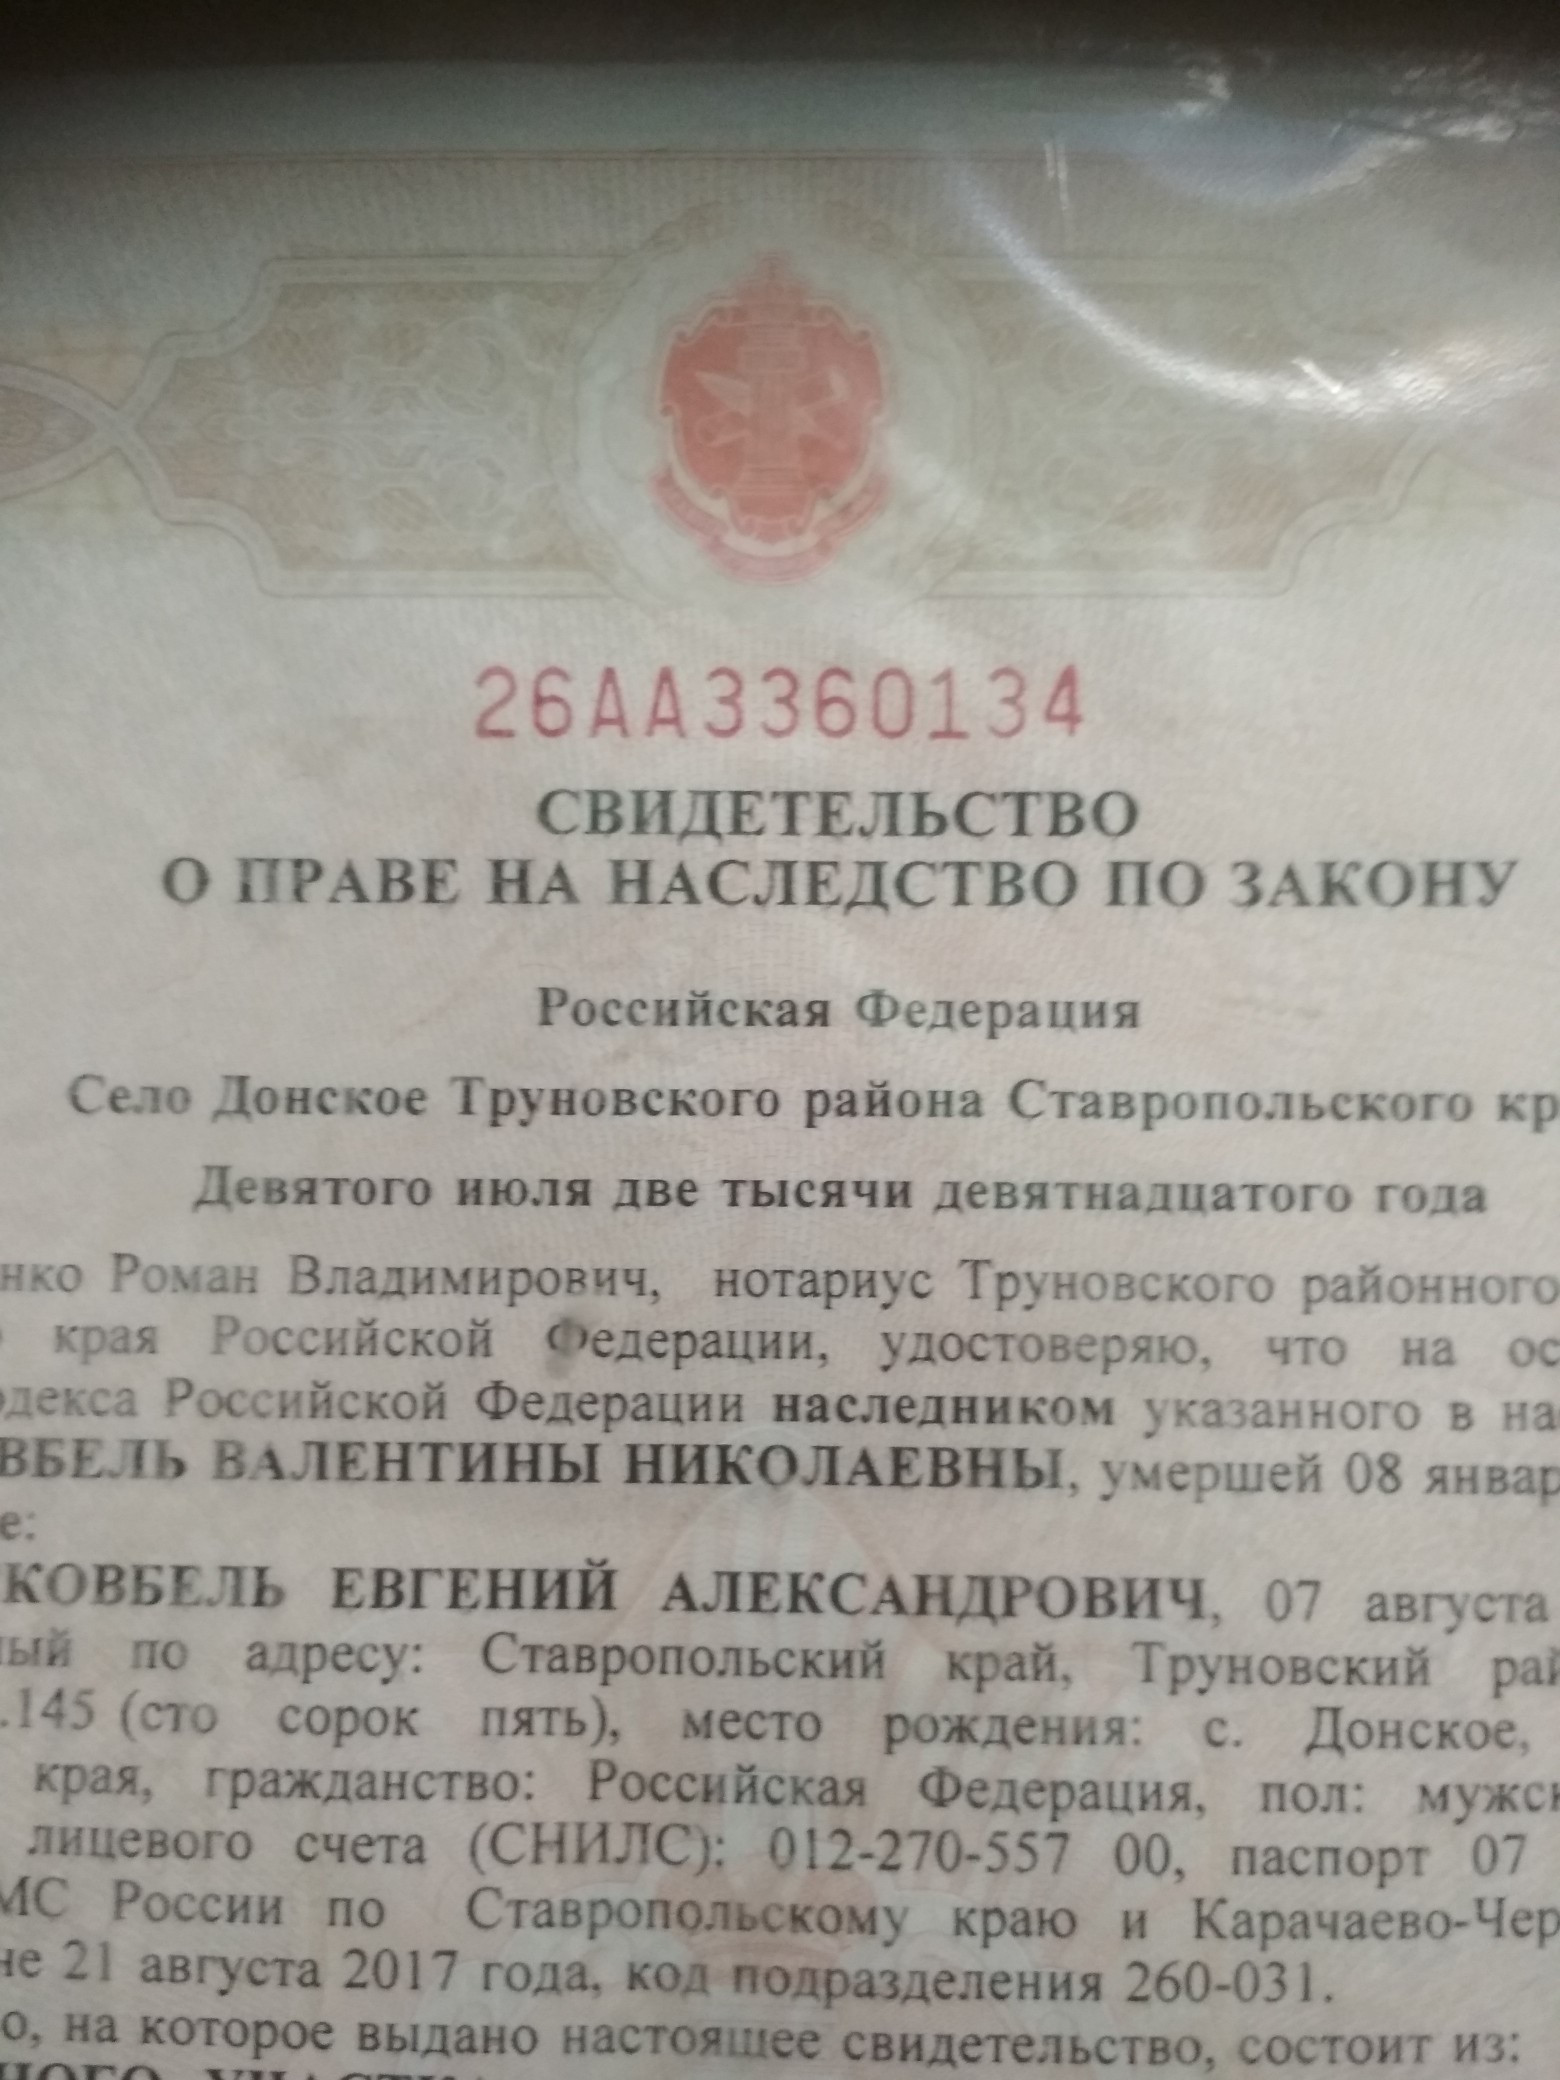 26АА3360134
СВИДЕТЕЛЬСТВО
О ПРАВЕ НА НАСЛЕДСТВО ПО ЗАКОНУ
Российская Федерация
Село Донское Труновского района Ставропольского кр
Девятого июля две тысячи девятнадцатого года
нко Роман Владимирович, нотариус Труновского районного
края Российской Федерации, удостоверяю, что на ос
одекса Российской Федерации наследником указанного в на
ВБЕЛЬ ВАЛЕНТИНЫ НИКОЛАЕВНЫ, умершей 08 январ
е:
КОВБЕЛЬ ЕВГЕНИЙ АЛЕКСАНДРОВИЧ, 07 августа
ный по адресу: Ставропольский край, Труновский рай
.145 (сто сорок пять), место рождения: с. Донское,
края, гражданство: Российская Федерация, пол: мужск
лицевого счета (СНИЛС): 012-270-557 00, паспорт 07
МС России по Ставропольскому краю и Карачаево-Чер
не 21 августа 2017 года, код подразделения 260-031.
о, на которое выдано настоящее свидетельство, состоит из:
НОГО УЧАСТКА